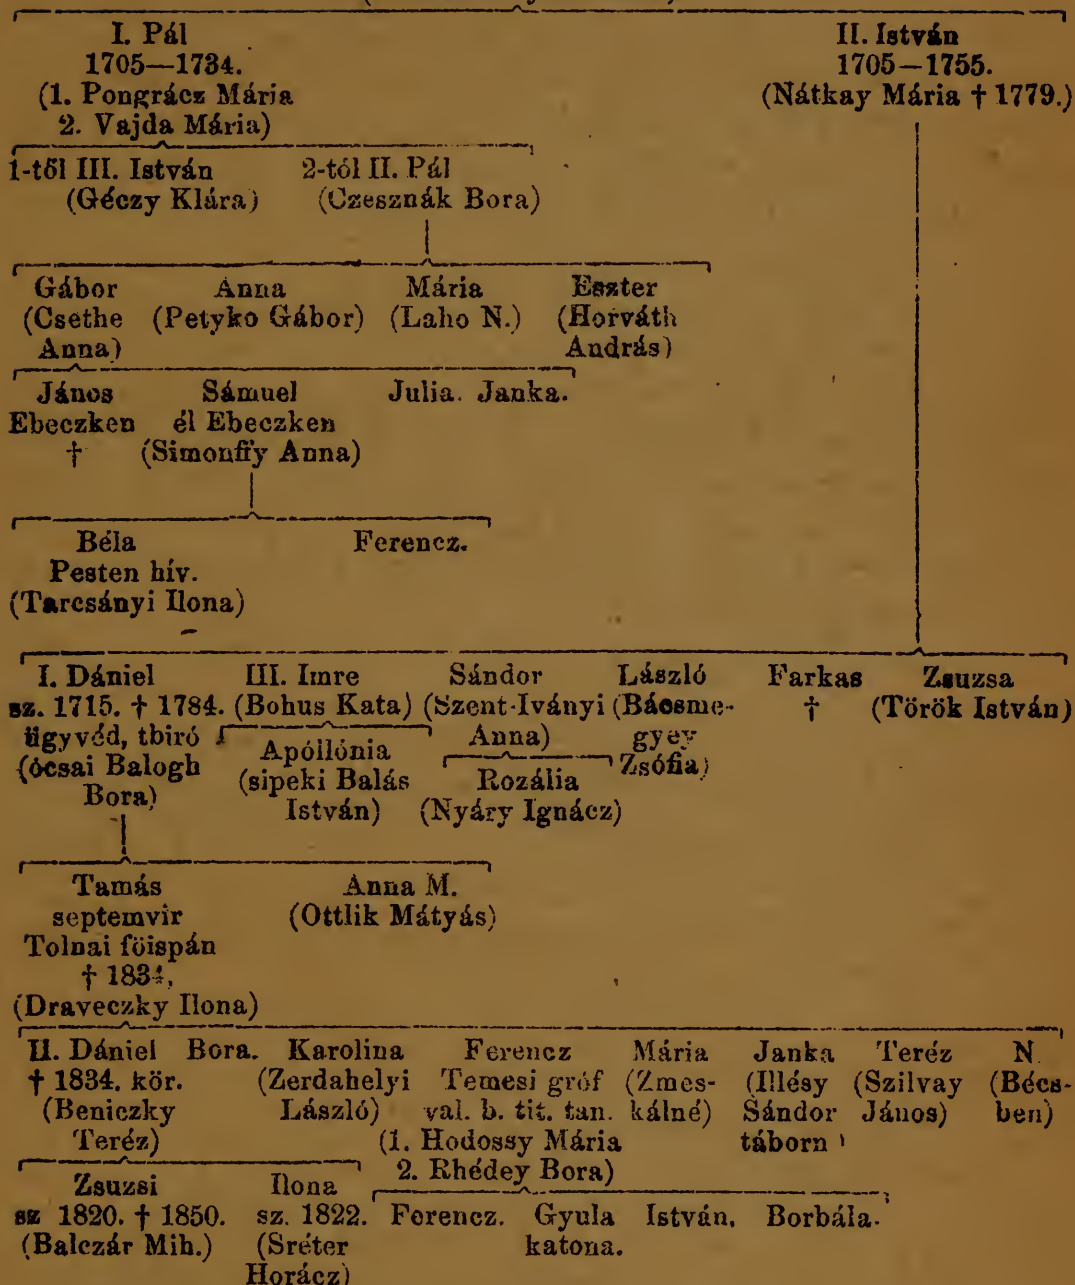 I. Pál II. István
1705—1734. 1705—1755.
(1. Pongrácz Mária (Nátkay Mária † 1779.)
2. Vajda Mária)
1-től III. István 2-tól II. Pál
(Géczy Klára) (Czesznák Bora)
Gábor Anna Mária Eszter
(Csethe (Petyko Gábor) (Laho N.) (Horváth
Anna) András)
János Sámuel Julia. Janka.
Ebeczken él Ebeczken
† (Simonffy Anna)
Béla Ferencz.
Pesten hív.
(Tarcsányi Ilona)
I. Dániel III. Imre Sándor László Farkas Zsuzsa
sz. 1715. † 1784. (Bohus Kata) (Szent-Iványi (Bácsme- † (Török István)
ügyvéd, tbiró Anna) gyey
(ócsai Balogh Apóllónia Zsófia)
Bora) (sipeki Balás Rozália
István) (Nyáry Ignácz)
Tamás Anna M.
septemvir (Ottlik Mátyás)
Tolnai föispán
† 1834,
(Draveczky Ilona)
II. Dániel Bora. Karolina Ferencz Mária Janka Teréz N.
† 1834. kör. (Zerdahelyi Temesi gróf (Zmes- (Illésy (Szilvay (Bécs-
(Beniczky László) val. b. tit. tan. kálné) Sándor János) ben)
Teréz) (1. Hodossy Mária táborn
2. Rhédey Bora)
Zsuzsi Ilona
sz 1820. † 1850. sz. 1822. Ferencz. Gyula István. Borbála.
(Balczár Mih.) (Sréter katona.
Horácz)